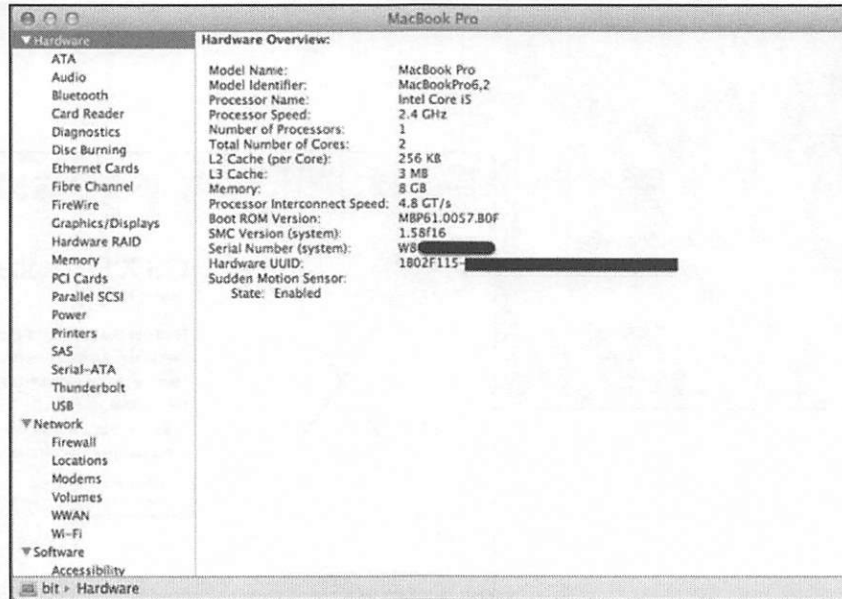 MacBook Pro
▼ Hardware
ATA
Audio
Bluetooth
Card Reader
Diagnostics
Disc Burning
Ethernet Cards
Fibre Channel
FireWire
Graphics/Displays
Hardware RAID
Memory
PCI Cards
Parallel SCSI
Power
Printers
SAS
Serial-ATA
Thunderbolt
USB
▼ Network
Firewall
Locations
Modems
Volumes
WWAN
Wi-Fi
▼ Software
Accessibility
Hardware Overview:
Model Name: MacBook Pro
Model Identifier: MacBookPro6,2
Processor Name: Intel Core i5
Processor Speed: 2.4 GHz
Number of Processors: 1
Total Number of Cores: 2
L2 Cache (per Core): 256 KB
L3 Cache: 3 MB
Memory: 8 GB
Processor Interconnect Speed: 4.8 GT/s
Boot ROM Version: MBP61.0057.B0F
SMC Version (system): 1.58f16
Serial Number (system): W8
Hardware UUID: 1B02F115-
Sudden Motion Sensor:
State: Enabled
bit ▸ Hardware